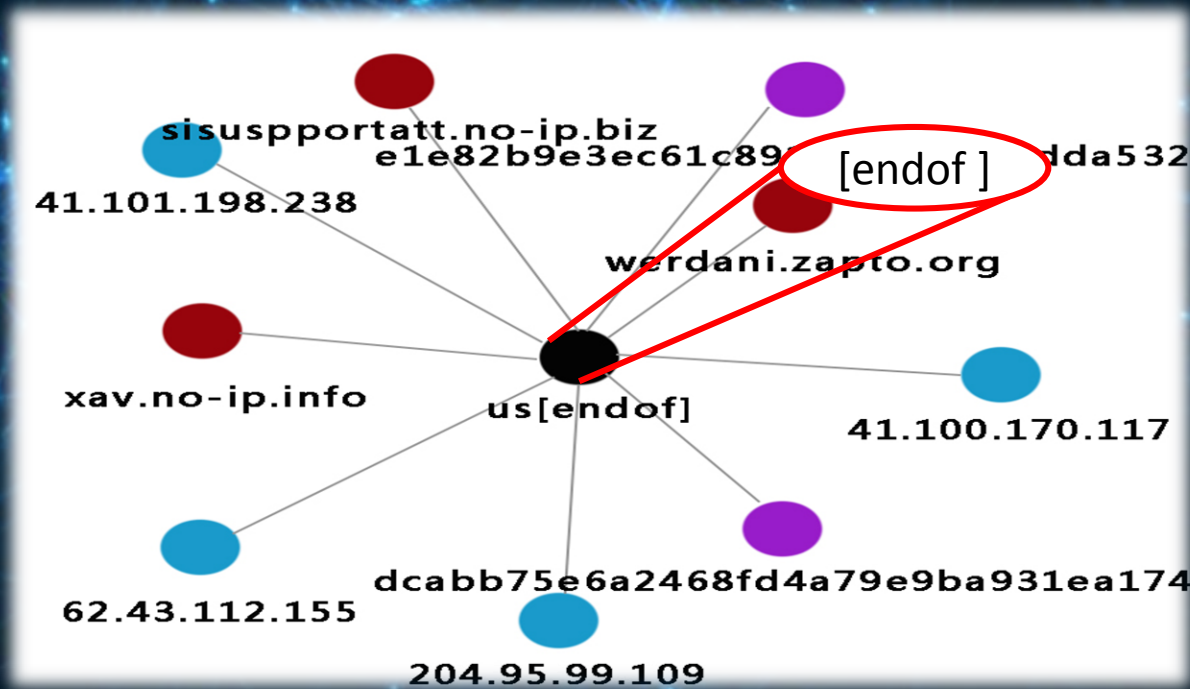 sisuspportatt.no-ip.biz
e1e82b9e3ec61c89 dda532
[endof ]
41.101.198.238
werdani.zapto.org
xav.no-ip.info
us[endof]
41.100.170.117
dcabb75e6a2468fd4a79e9ba931ea174
62.43.112.155
204.95.99.109